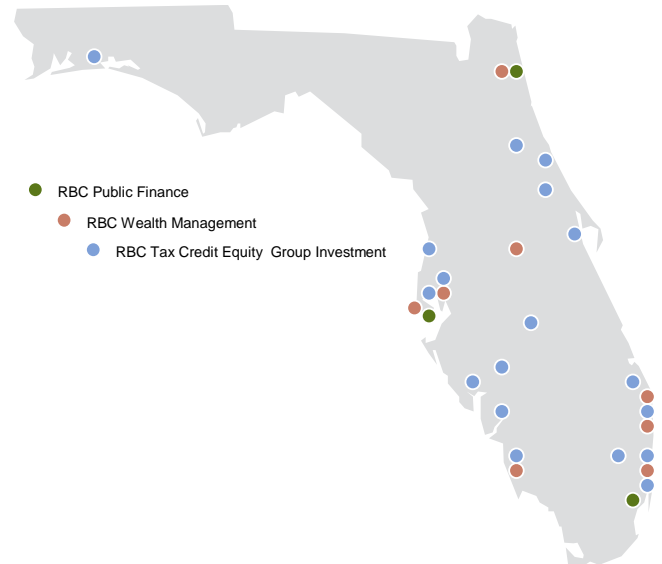 RBC Public Finance
RBC Wealth Management
RBC Tax Credit Equity Group Investment